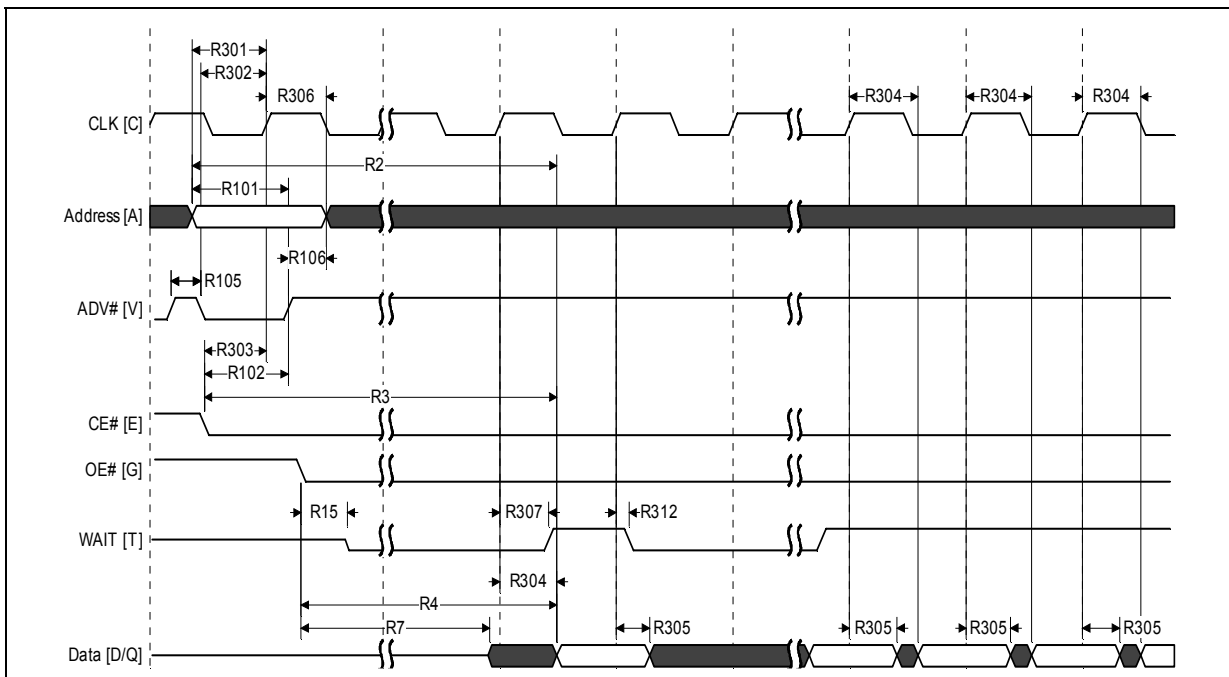 R301
R302
R306 R304 R304 R304
CLK [C]
R2
R101
Address [A]
R106
R105
ADV# [V]
R303
R102
R3
CE# [E]
OE# [G]
R15 R307 R312
WAIT [T]
R304
R4
R7 R305 R305 R305 R305
Data [D/Q]